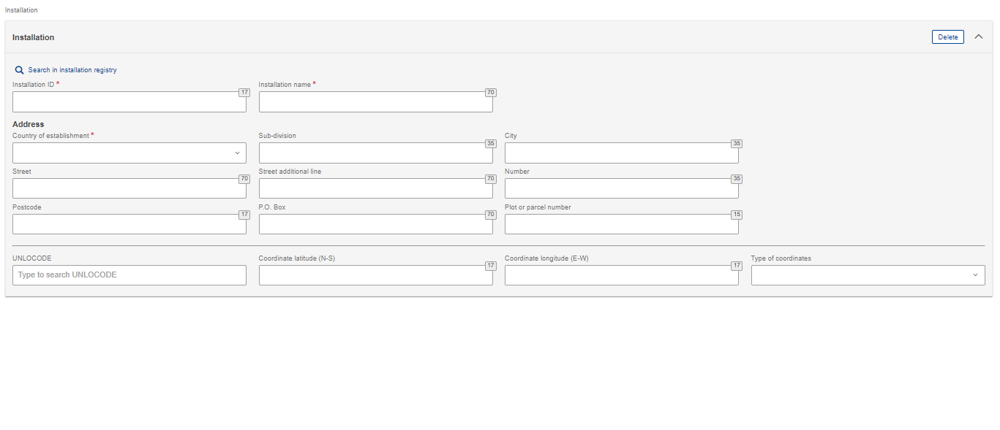 Installation
Installation
Delete
Search in installation registry
Installation ID *
Installation name *
17
70
Address
Country of establishment *
Sub-division
City
35
35
Street
Street additional line
Number
70
70
35
Postcode
P.O. Box
Plot or parcel number
17
70
15
UNLOCODE
Coordinate latitude (N-S)
Coordinate longitude (E-W)
Type of coordinates
17
17
Type to search UNLOCODE